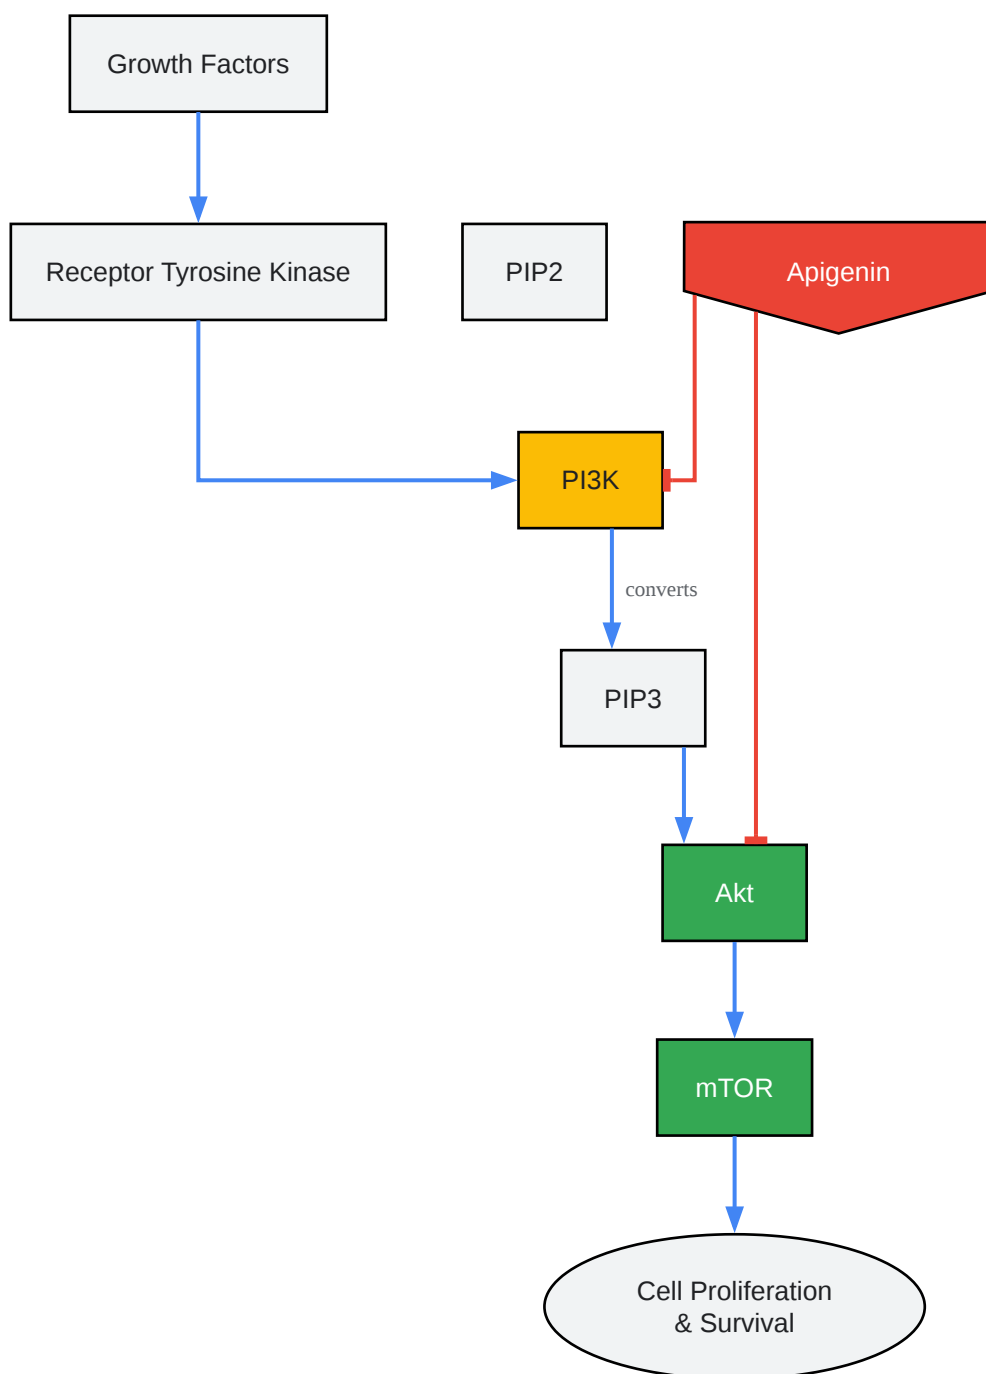 Growth Factors
Receptor Tyrosine Kinase
PIP2
Apigenin
PI3K
converts
PIP3
Akt
mTOR
Cell Proliferation
& Survival